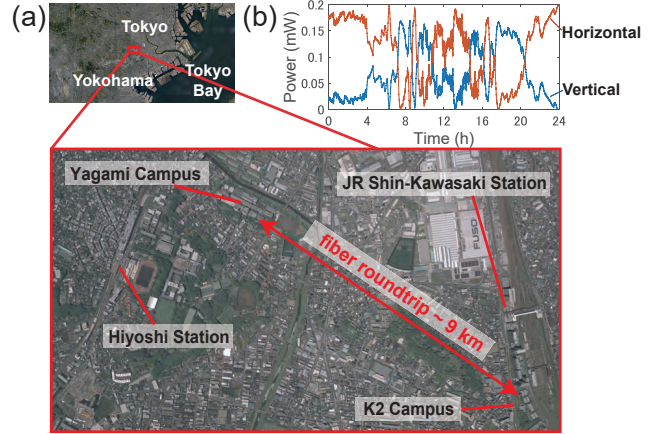 (a)
Tokyo
Yokohama
Tokyo
Bay
(b)
Power (mW)
0.2
0.15
0.1
0.05
0
0
4
8
12
16
20
24
Time (h)
Horizontal
Vertical
Yagami Campus
JR Shin-Kawasaki Station
FUSO
fiber roundtrip ~ 9 km
Hiyoshi Station
K2 Campus